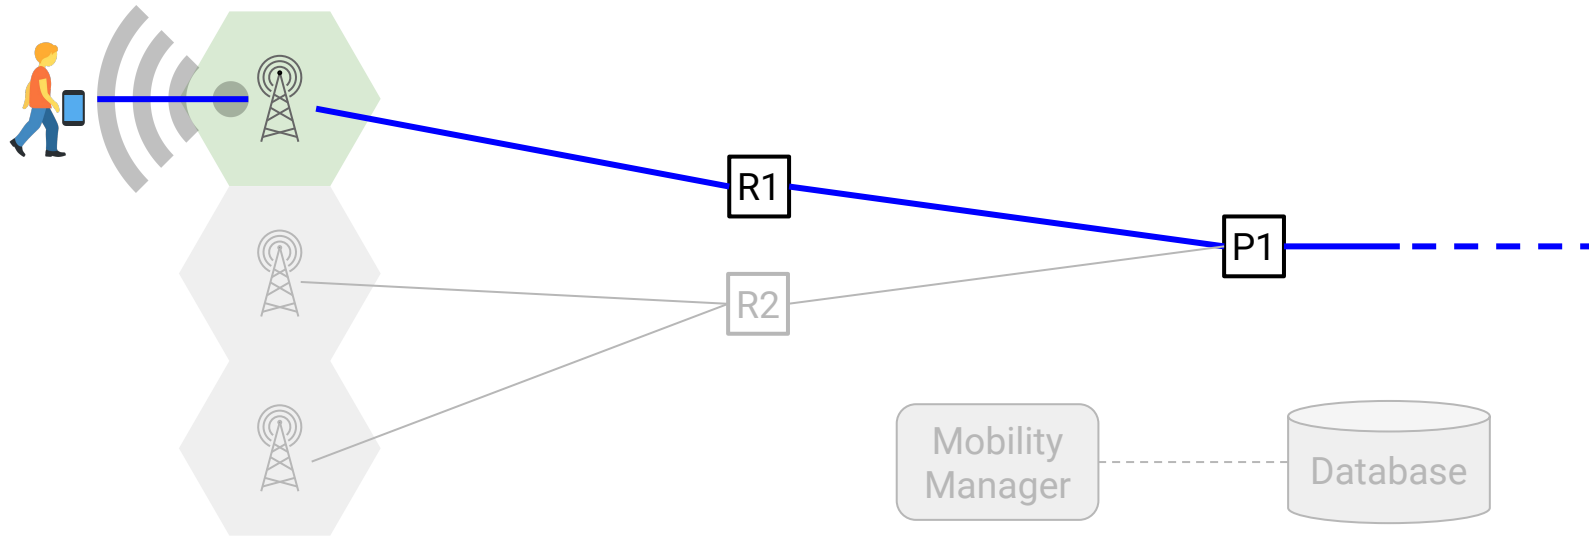 R1
P1
R2
Mobility
Manager
Database